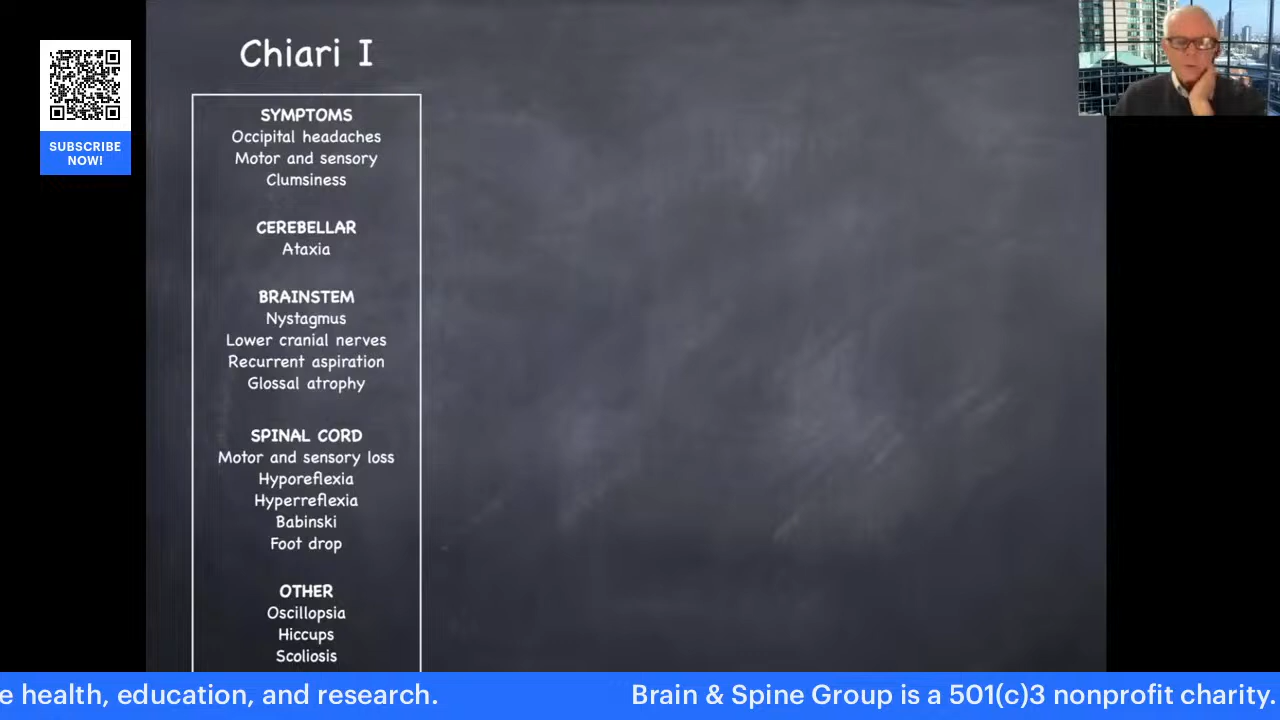 Chiari I
SUBSCRIBE
NOW!
SYMPTOMS
Occipital headaches
Motor and sensory
Clumsiness
CEREBELLAR
Ataxia
BRAINSTEM
Nystagmus
Lower cranial nerves
Recurrent aspiration
Glossal atrophy
SPINAL CORD
Motor and sensory loss
Hyporeflexia
Hyperreflexia
Babinski
Foot drop
OTHER
Oscillopsia
Hiccups
Scoliosis
e health, education, and research. Brain & Spine Group is a 501(c)3 nonprofit charity.